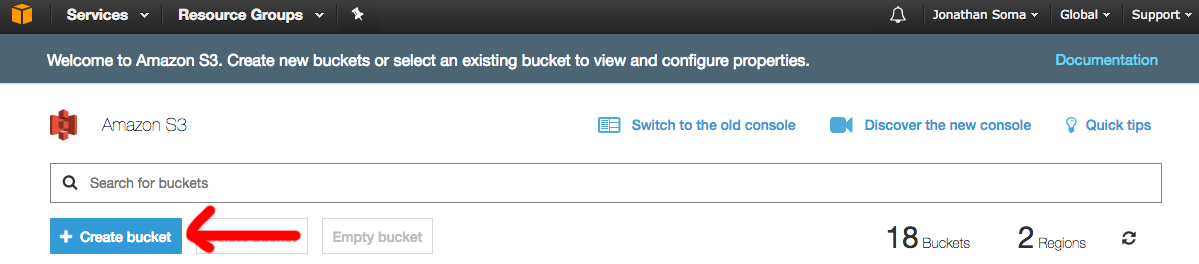 Services Resource Groups Jonathan Soma Global Support
Welcome to Amazon S3. Create new buckets or select an existing bucket to view and configure properties. Documentation
Amazon S3 Switch to the old console Discover the new console Quick tips
Search for buckets
+ Create bucket Empty bucket 18 Buckets 2 Regions